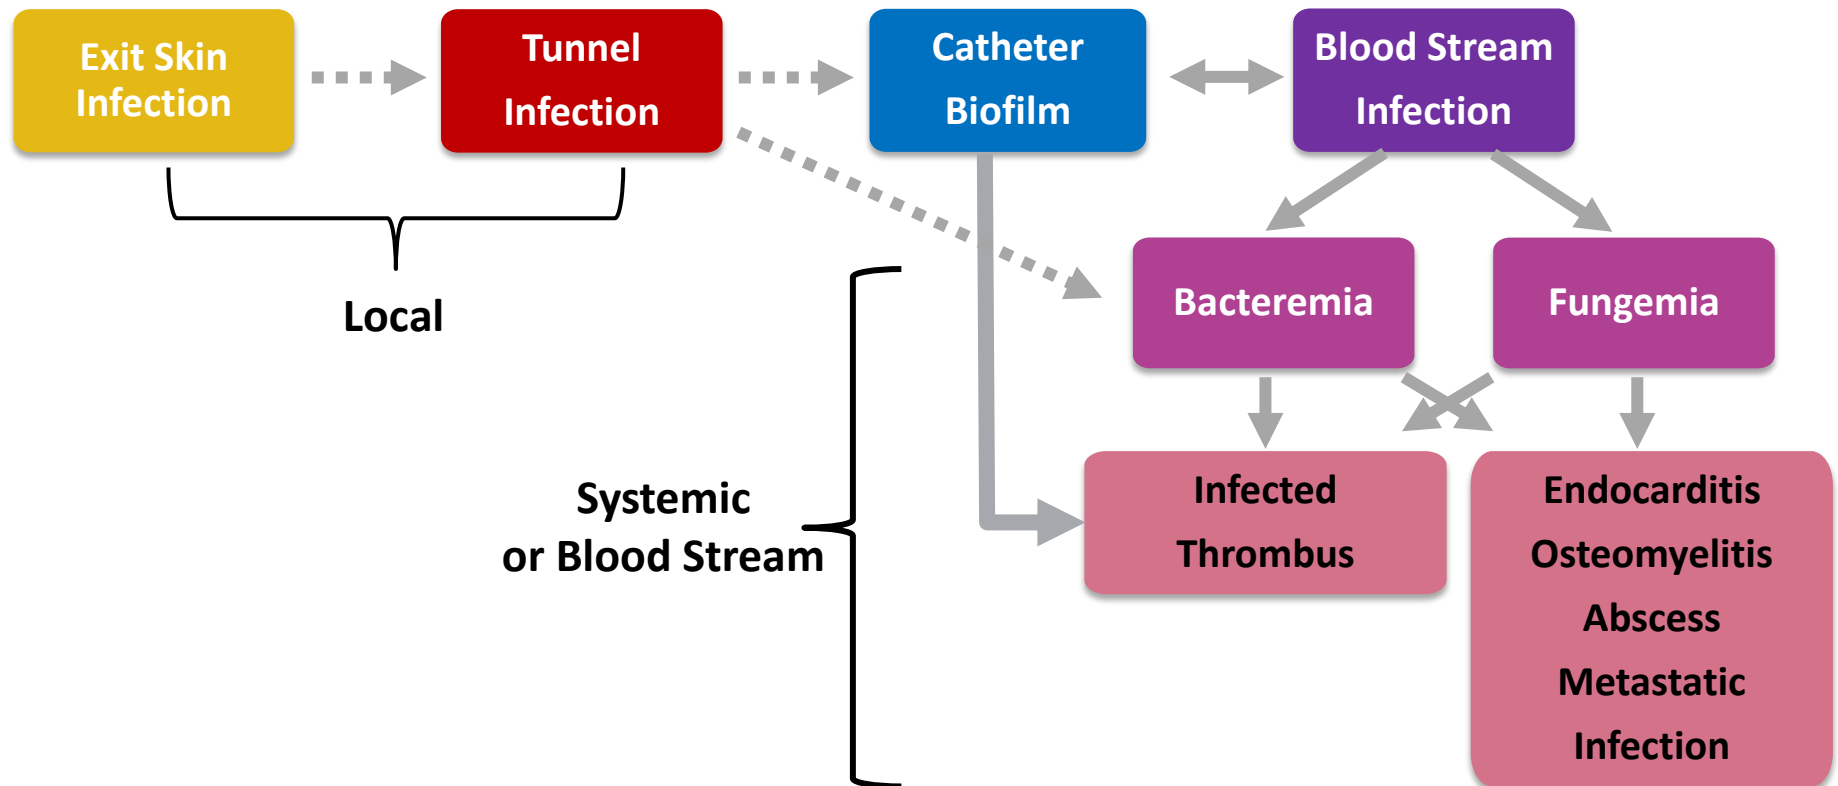 Exit Skin
Infection
Tunnel
Infection
Catheter
Biofilm
Blood Stream
Infection
Local
Bacteremia
Fungemia
Systemic
or Blood Stream
Infected
Thrombus
Endocarditis
Osteomyelitis
Abscess
Metastatic
Infection